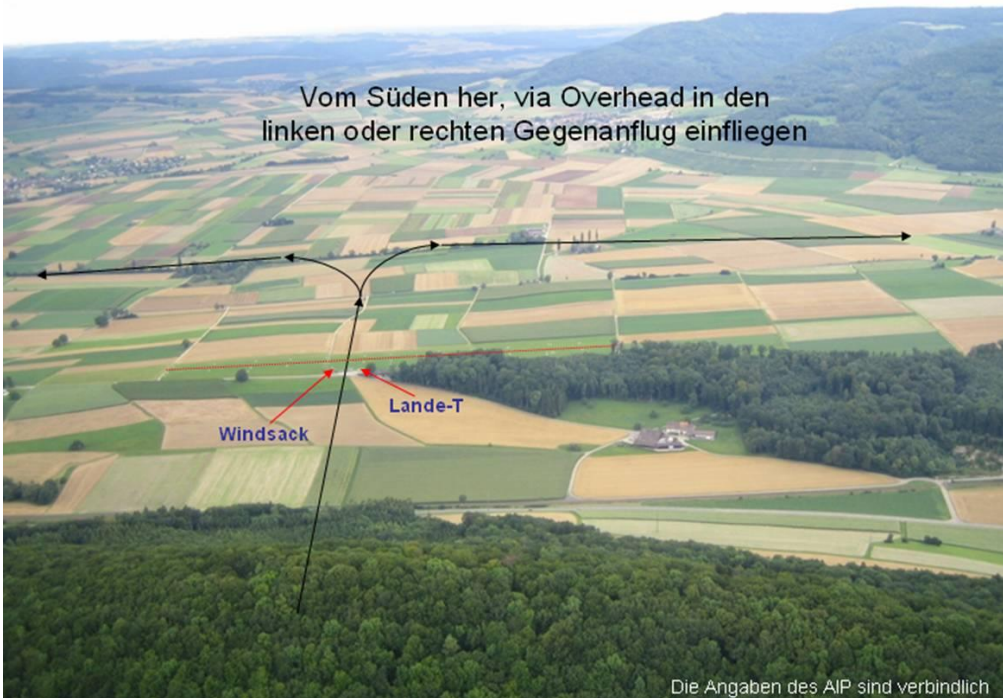 Vom Süden her, via Overhead in den
linken oder rechten Gegenanflug einfliegen
Lande-T
Windsack
Die Angaben des AIP sind verbindlich